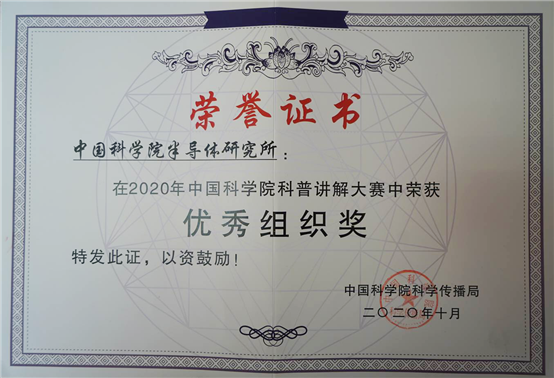 荣誉证书
中国科学院半导体研究所：
在2020年中国科学院科普讲解大赛中荣获
优秀组织奖
特发此证，以资鼓励！
中国科学院科学传播局
二〇二〇年十月